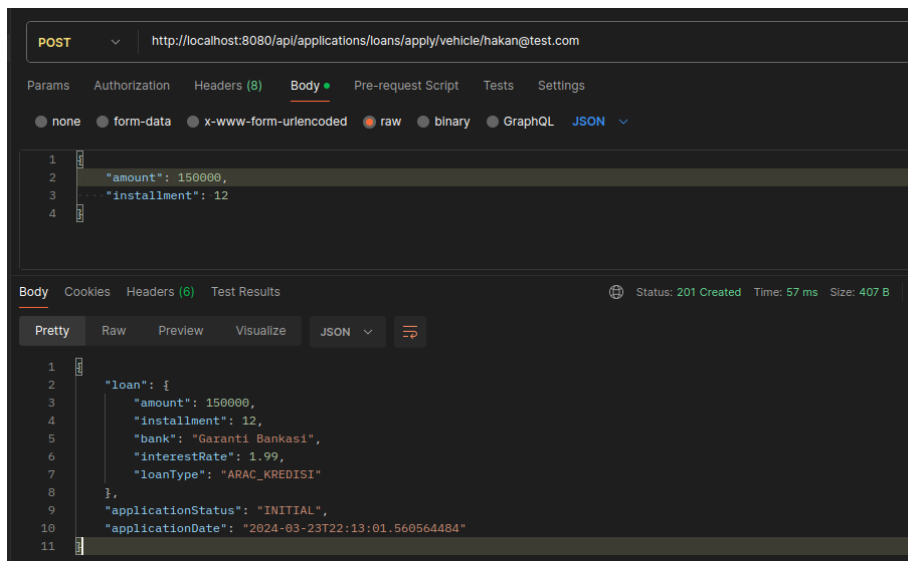 POST http://localhost:8080/api/applications/loans/apply/vehicle/hakan@test.com
Params Authorization Headers (8) Body Pre-request Script Tests Settings
none form-data x-www-form-urlencoded raw binary GraphQL JSON
1 {
2 "amount": 150000,
3 "installment": 12
4 }
Body Cookies Headers (6) Test Results Status: 201 Created Time: 57 ms Size: 407 B
Pretty Raw Preview Visualize JSON
1 {
2 "loan": {
3 "amount": 150000,
4 "installment": 12,
5 "bank": "Garanti Bankasi",
6 "interestRate": 1.99,
7 "loanType": "ARAC_KREDISI"
8 },
9 "applicationStatus": "INITIAL",
10 "applicationDate": "2024-03-23T22:13:01.560564484"
11 }